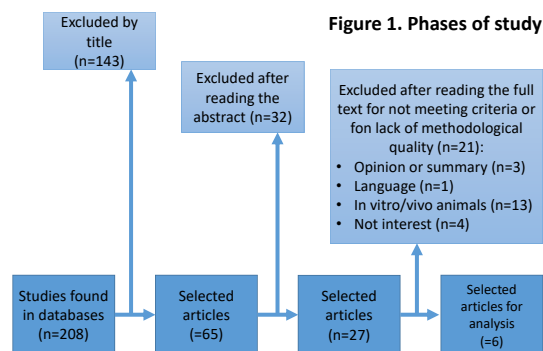 Figure 1. Phases of study
Excluded by
title
(n=143)
Excluded after
reading the
abstract (n=32)
Excluded after reading the full
text for not meeting criteria or
fon lack of methodological
quality (n=21):
• Opinion or summary (n=3)
• Language (n=1)
• In vitro/vivo animals (n=13)
• Not interest (n=4)
Studies found
in databases
(n=208)
Selected
articles
(=65)
Selected
articles
(n=27)
Selected
articles for
analysis
(=6)